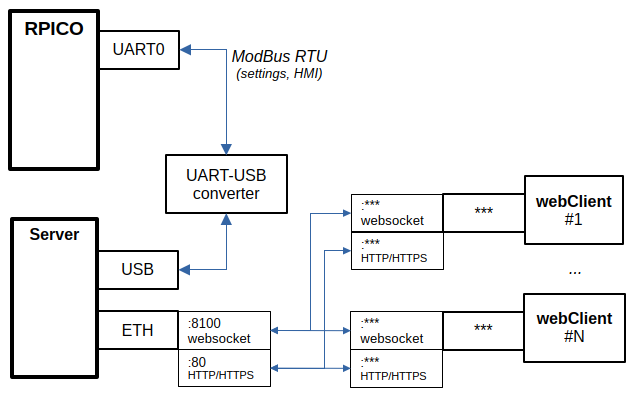 RPICO
UART0
ModBus RTU
(settings, HMI)
UART-USB
converter
Server
USB
ETH
:8100
websocket
:80
HTTP/HTTPS
:***
websocket
:***
HTTP/HTTPS
***
webClient
#1
...
:***
websocket
:***
HTTP/HTTPS
***
webClient
#N